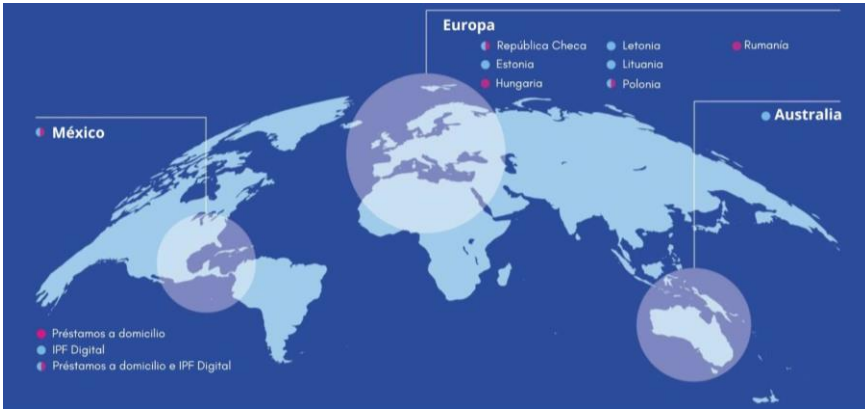 Europa
República Checa
Letonia
Rumanía
Estonia
Lituania
Hungaria
Polonia
Australia
México
Préstamos a domicilio
IPF Digital
Préstamos a domicilio e IPF Digital